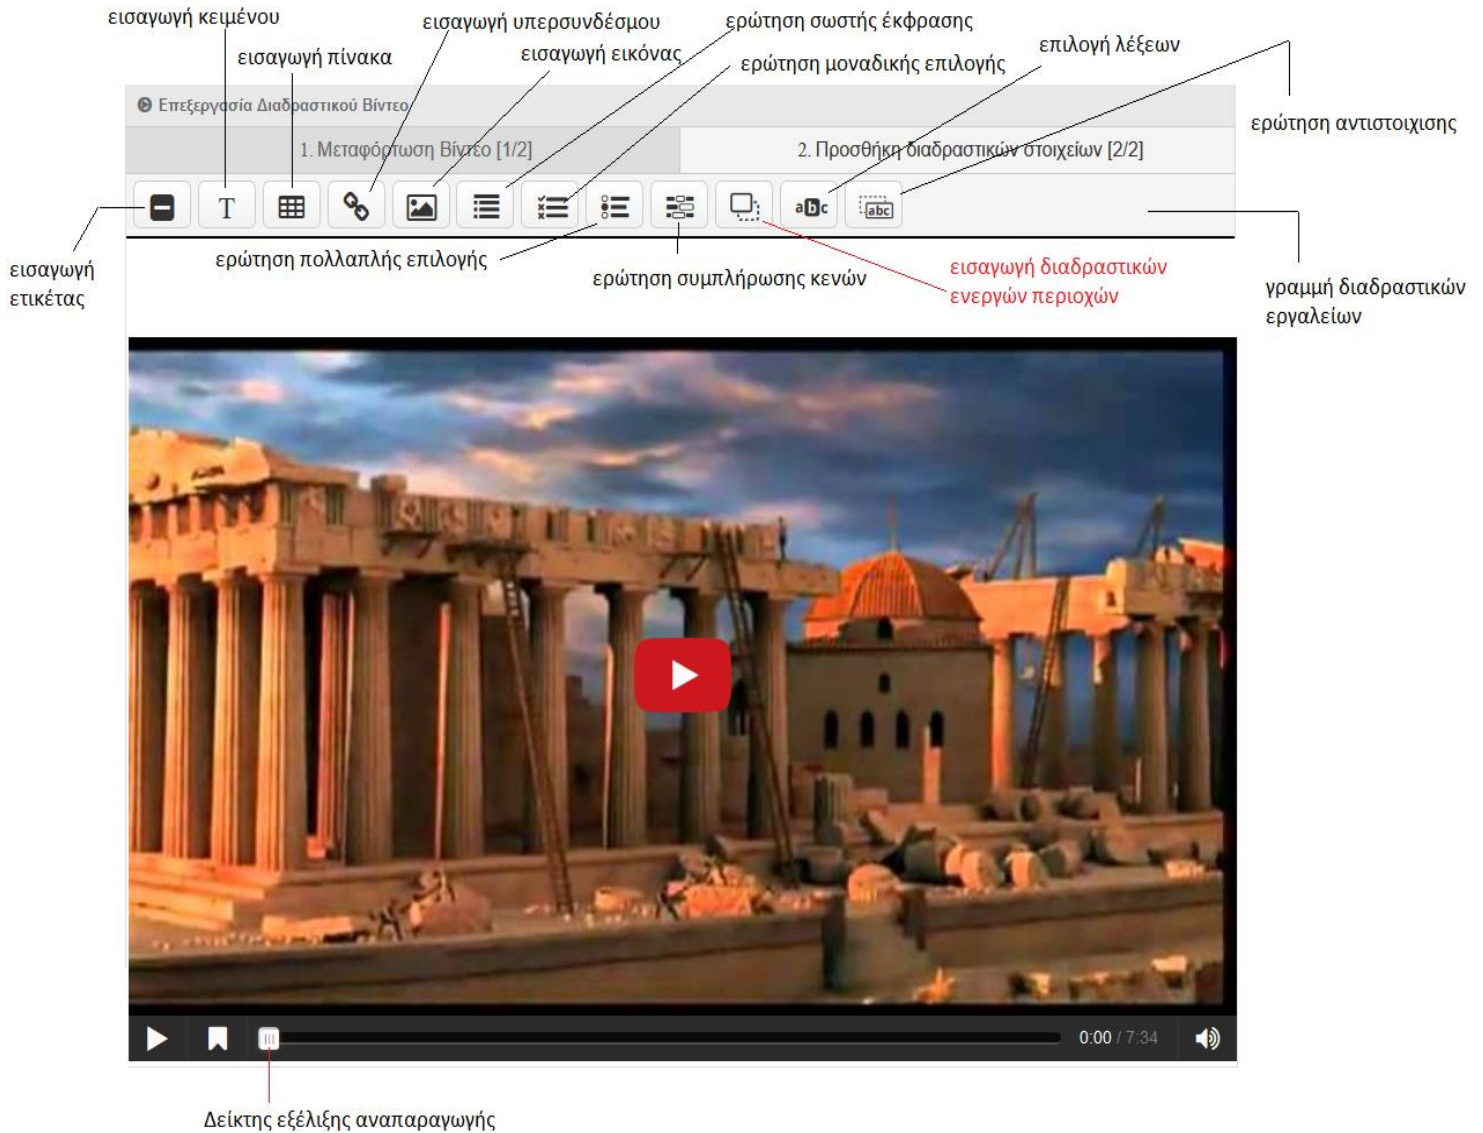 εισαγωγή κειμένου
εισαγωγή υπερσυνδέσμου
ερώτηση σωστής έκφρασης
εισαγωγή πίνακα
εισαγωγή εικόνας
ερώτηση μοναδικής επιλογής
επιλογή λέξεων
ερώτηση αντιστοιχισης
Επεξεργασία Διαδραστικού Βίντεο
1. Μεταφόρτωση Βίντεο [1/2]
2. Προσθήκη διαδραστικών στοιχείων [2/2]
T
abc
abc
εισαγωγή
ετικέτας
ερώτηση πολλαπλής επιλογής
ερώτηση συμπλήρωσης κενών
εισαγωγή διαδραστικών
ενεργών περιοχών
γραμμή διαδραστικών
εργαλείων
0:00 / 7:34
Δείκτης εξέλιξης αναπαραγωγής